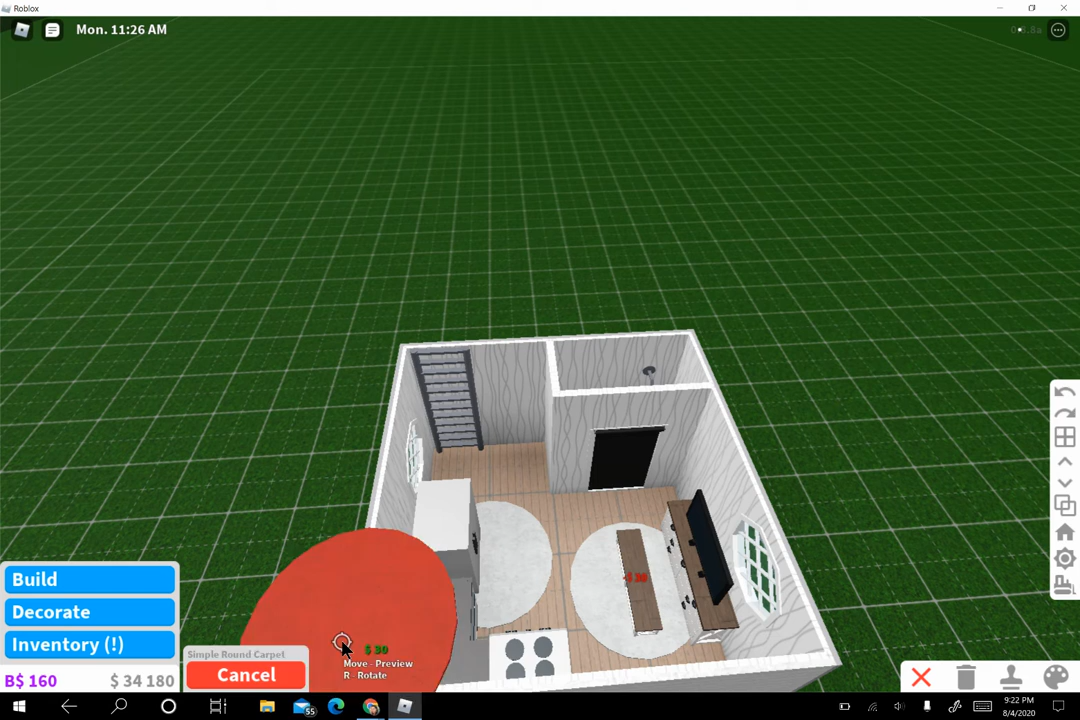 Roblox
Mon. 11:26 AM
$ 30
$ 30
Move - Preview
R - Rotate
Build
Decorate
Inventory (!)
Simple Round Carpet
Cancel
B$ 160
$ 34 180
55
9:22 PM
8/4/2020